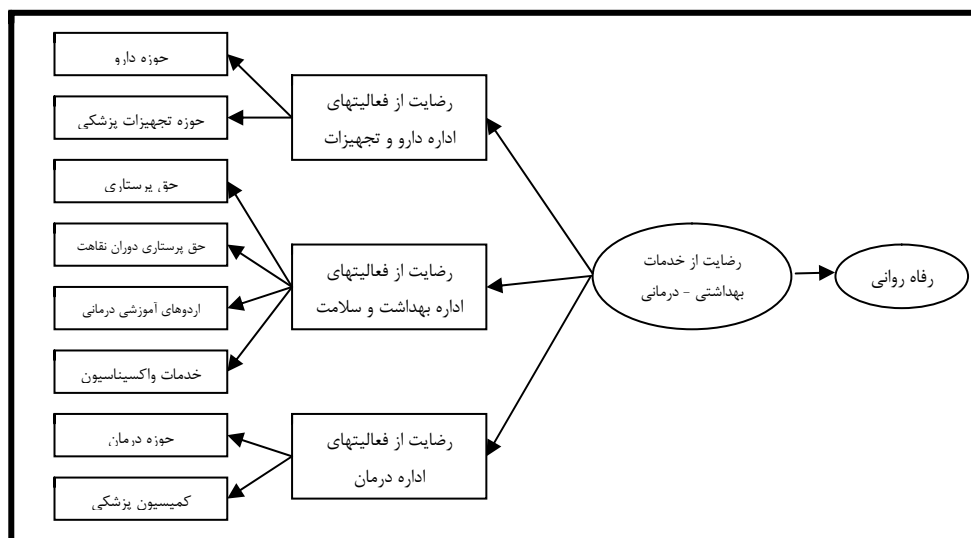 رفاه روانی
رضایت از خدمات
بهداشتی - درمانی
رضایت از فعالیتهای
اداره دارو و تجهیزات
رضایت از فعالیتهای
اداره بهداشت و سلامت
رضایت از فعالیتهای
اداره درمان
حوزه دارو
حوزه تجهیزات پزشکی
حق پرستاری
حق پرستاری دوران نقاهت
اردوهای آموزشی درمانی
خدمات واکسیناسیون
حوزه درمان
کمیسیون پزشکی